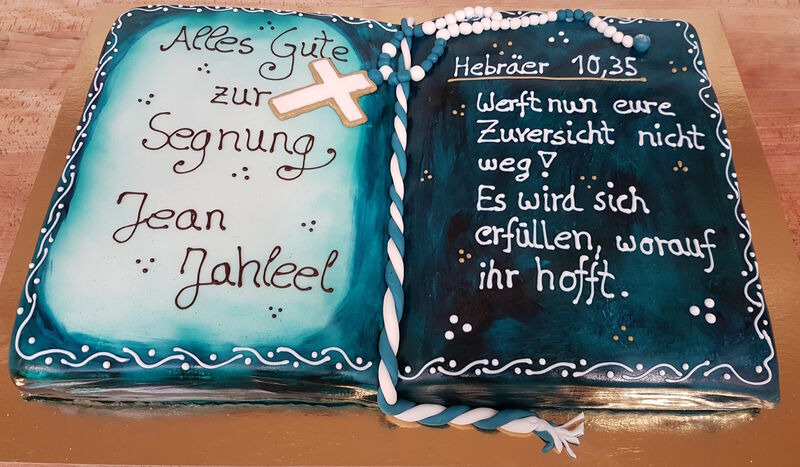 Alles Gute
zur
Segnung
Jean
Jahleel
Hebräer 10,35
Werft nun eure
Zuversicht nicht
weg!
Es wird sich
erfüllen, worauf
ihr hofft.